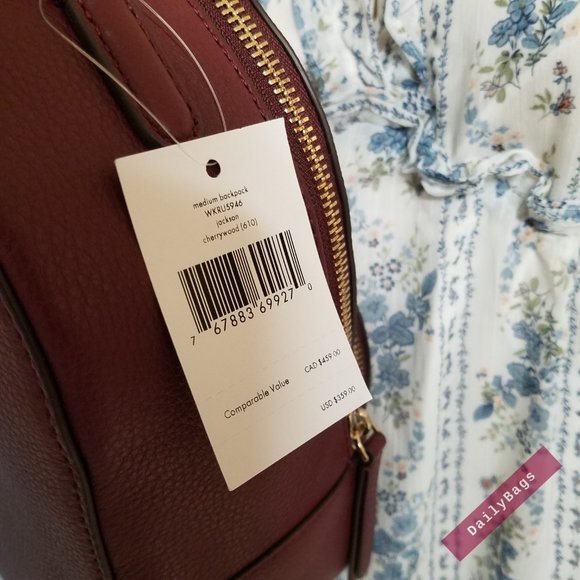 medium backpack
WKRU5946
jackson
cherrywood (610)
7 67883 69927 0
Comparable Value CAD $459.00
USD $359.00
DailyBags